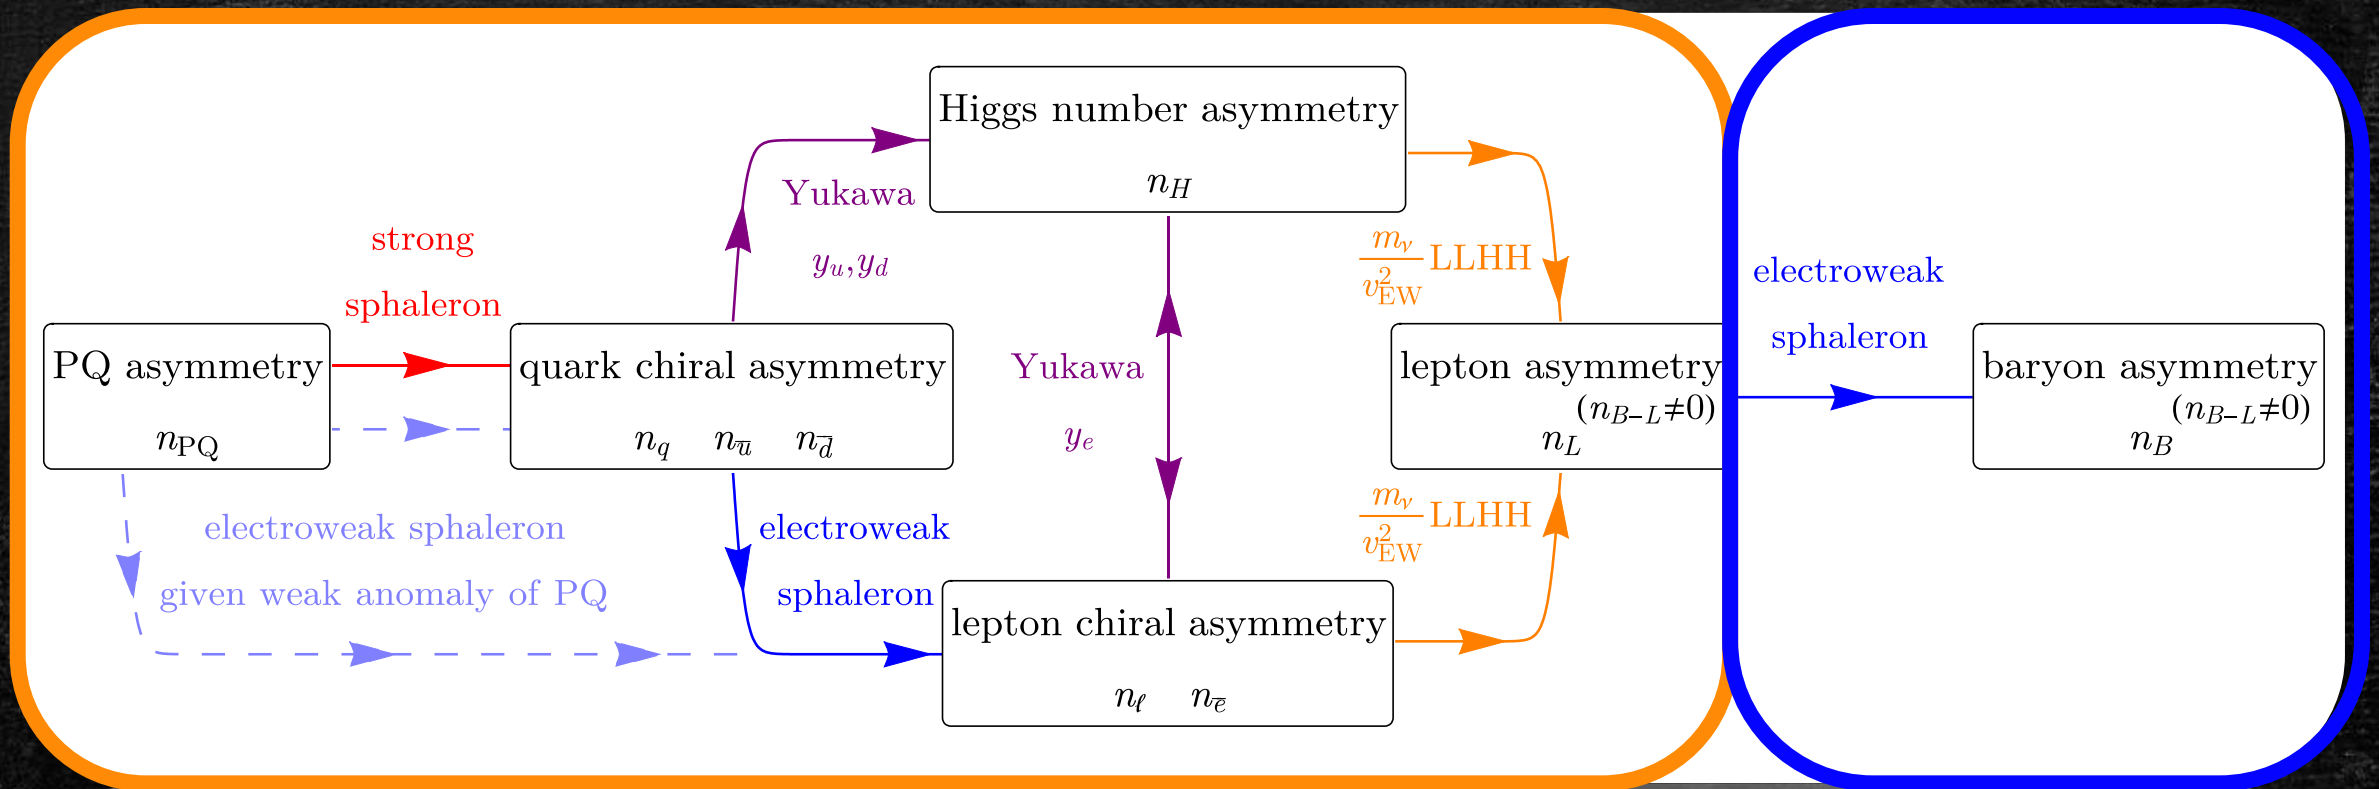 Higgs number asymmetry
n_H
Yukawa
y_u,y_d
strong
sphaleron
PQ asymmetry
n_PQ
quark chiral asymmetry
n_q n_u̅ n_d̅
Yukawa
y_e
m_ν/v²_EW LLHH
lepton asymmetry
(n_B−L≠0)
n_L
m_ν/v²_EW LLHH
electroweak
sphaleron
baryon asymmetry
(n_B−L≠0)
n_B
electroweak sphaleron
given weak anomaly of PQ
electroweak
sphaleron
lepton chiral asymmetry
n_ℓ n_e̅